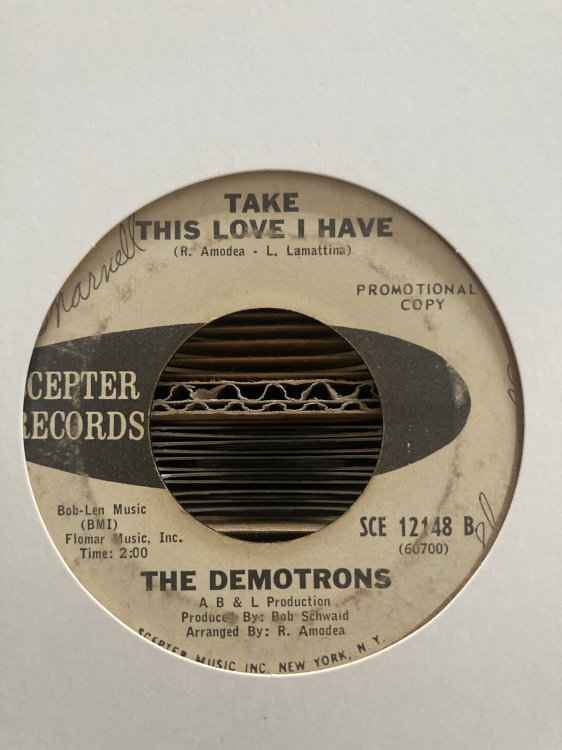 TAKE
THIS LOVE I HAVE
(R. Amodea - L. Lamattina)
PROMOTIONAL
COPY
CEPTER
RECORDS
Bob-Len Music
(BMI)
Flomar Music, Inc.
Time: 2:00
SCE 12148 B
(60700)
THE DEMOTRONS
A B & L Production
Produced By: Bob Schwaid
Arranged By: R. Amodea
SCEPTER MUSIC INC. NEW YORK, N. Y.